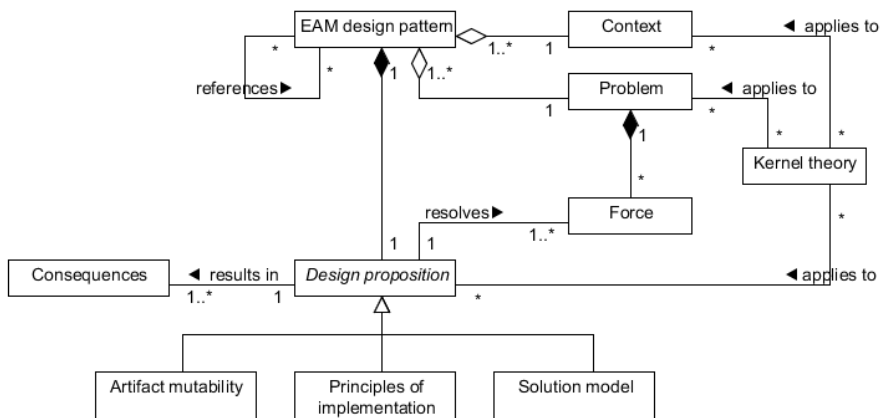 EAM design pattern
Context
◄ applies to
1..*
1
*
*
*
1
1..*
references►
Problem
◄ applies to
1
*
1
*
*
Kernel theory
*
*
resolves ►
Force
1..*
1
1
Consequences
◄ results in
Design proposition
◄ applies to
1..*
1
*
Artifact mutability
Principles of
implementation
Solution model